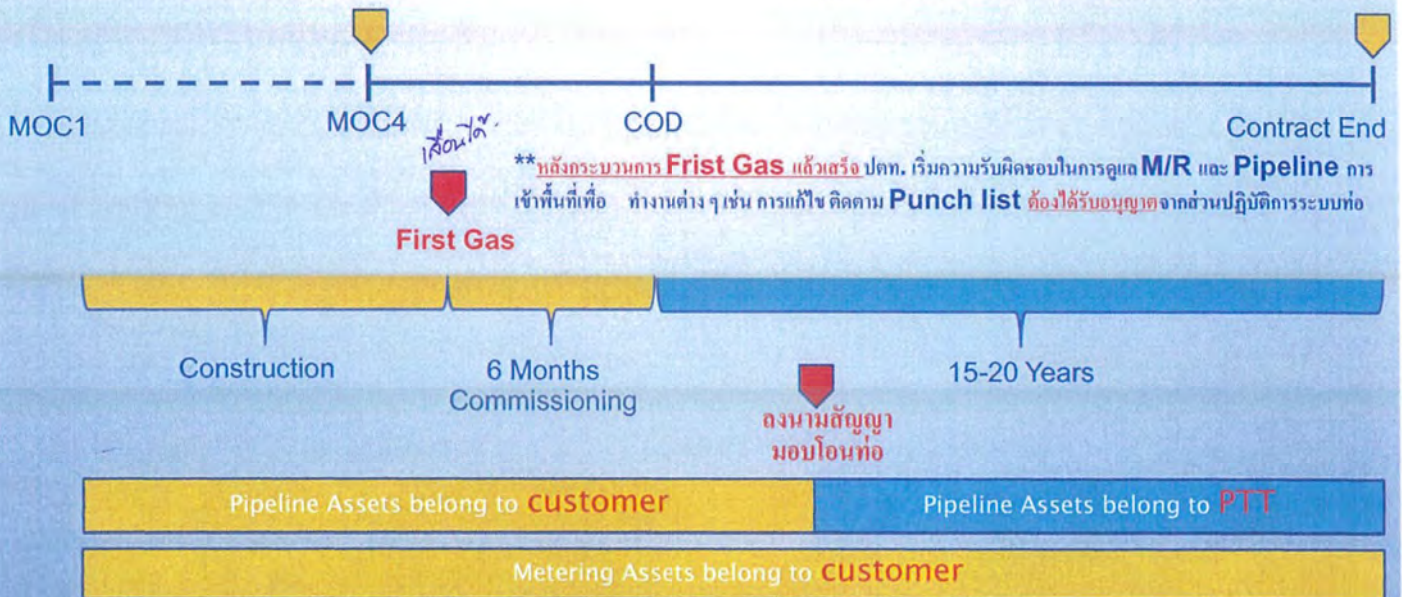 MOC1
MOC4
COD
Contract End
เลื่อนได้
First Gas
**หลังกระบวนการ Frist Gas แล้วเสร็จ ปตท. เริ่มความรับผิดชอบในการดูแล M/R และ Pipeline การ
เข้าพื้นที่เพื่อ ทำงานต่าง ๆ เช่น การแก้ไข ติดตาม Punch list ต้องได้รับอนุญาตจากส่วนปฏิบัติการระบบท่อ
Construction
6 Months
Commissioning
15-20 Years
ลงนามสัญญา
มอบโอนท่อ
Pipeline Assets belong to customer
Pipeline Assets belong to PTT
Metering Assets belong to customer